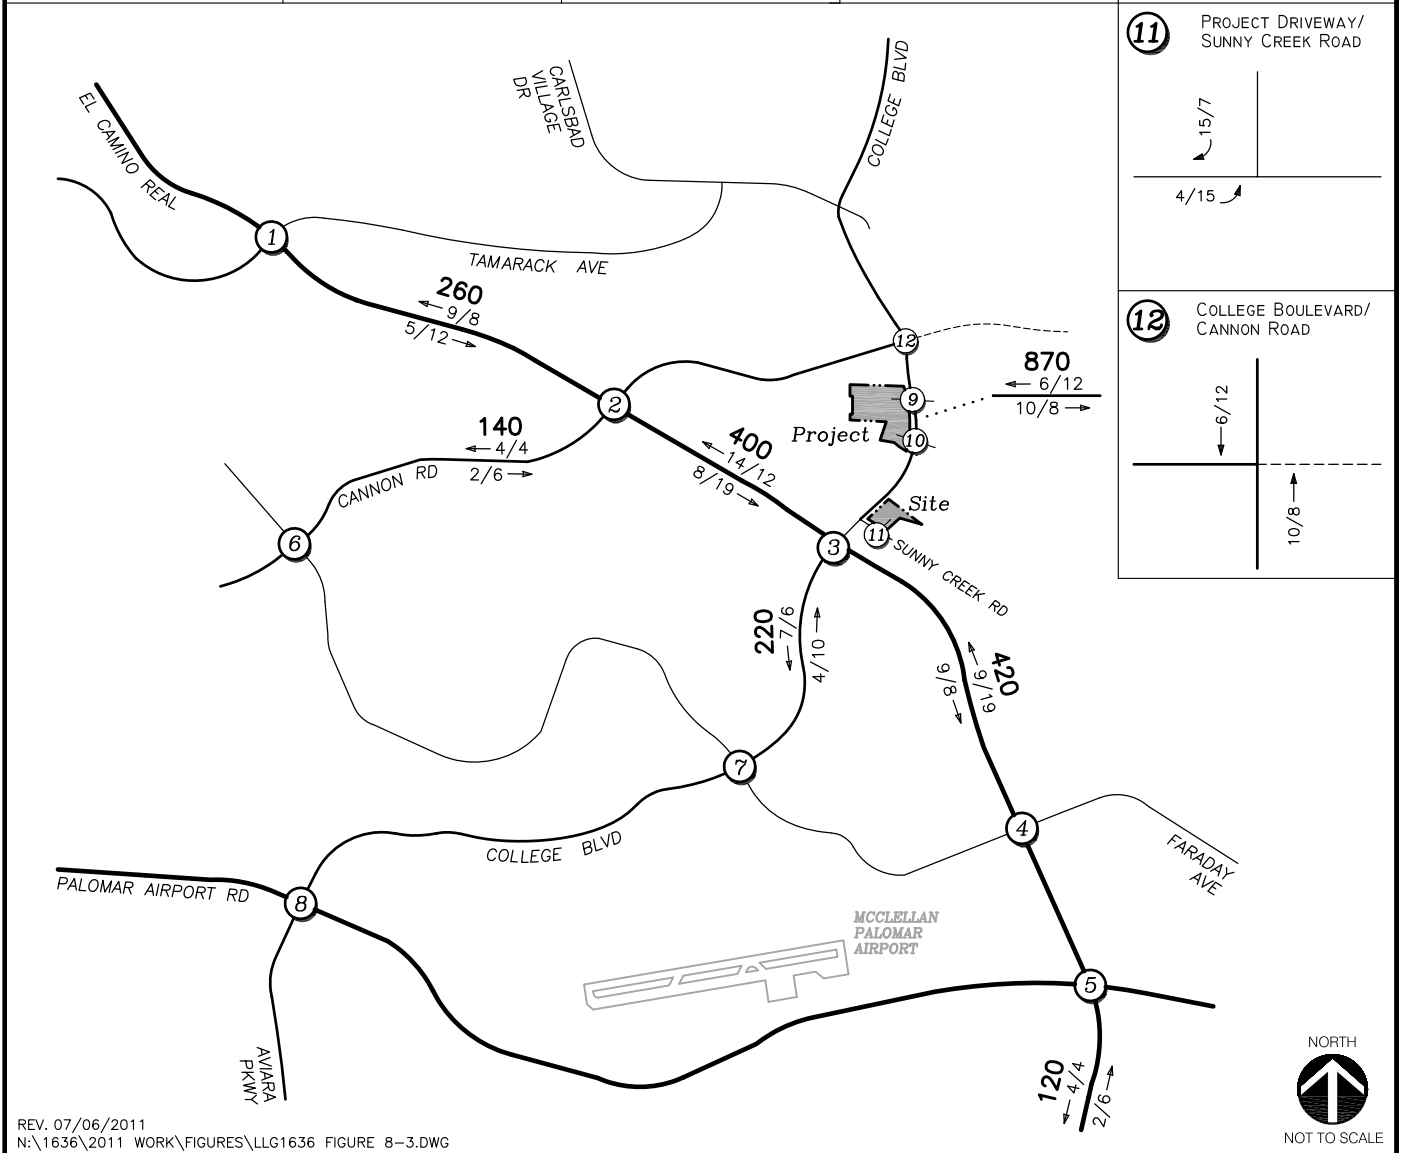 11
PROJECT DRIVEWAY/
SUNNY CREEK ROAD
15/7
4/15
12
COLLEGE BOULEVARD/
CANNON ROAD
6/12
10/8
EL CAMINO REAL
CARLSBAD
VILLAGE
DR
COLLEGE BLVD
1
TAMARACK AVE
260
9/8
5/12
12
870
6/12
10/8
2
9
140
4/4
2/6
CANNON RD
400
14/12
8/19
Project
10
Site
11
SUNNY CREEK RD
6
3
220
7/6
4/10
420
9/19
9/8
7
4
FARADAY
AVE
COLLEGE BLVD
PALOMAR AIRPORT RD
8
MCCLELLAN
PALOMAR
AIRPORT
5
AVIARA
PKWY
120
4/4
2/6
NORTH
NOT TO SCALE
REV. 07/06/2011
N:\1636\2011 WORK\FIGURES\LLG1636 FIGURE 8-3.DWG